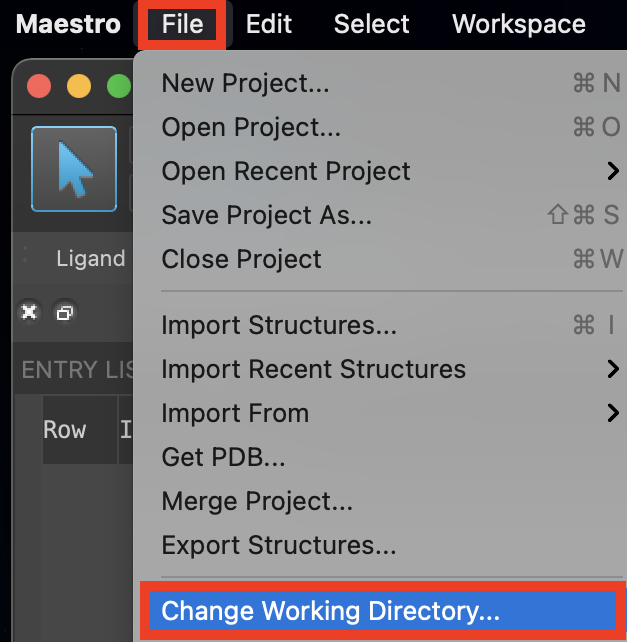 Maestro File Edit Select Workspace
New Project... ⌘ N
Open Project... ⌘ O
Open Recent Project
Save Project As... ⇧ ⌘ S
Close Project ⌘ W
Ligand
Import Structures... ⌘ I
Import Recent Structures
ENTRY LIS
Import From
Row I
Get PDB...
Merge Project...
Export Structures...
Change Working Directory...